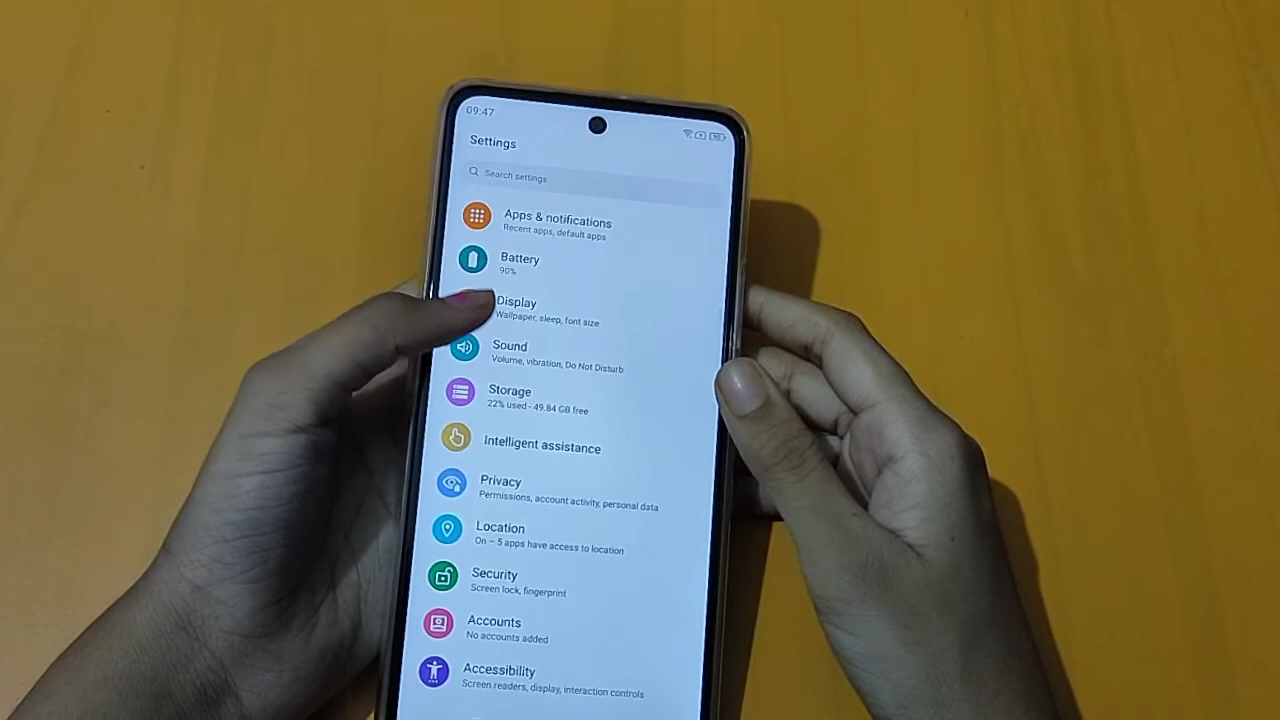 09:47
Settings
Search settings
Apps & notifications
Recent apps, default apps
Battery
90%
Display
Wallpaper, sleep, font size
Sound
Volume, vibration, Do Not Disturb
Storage
22% used - 49.84 GB free
Intelligent assistance
Privacy
Permissions, account activity, personal data
Location
On – 5 apps have access to location
Security
Screen lock, fingerprint
Accounts
No accounts added
Accessibility
Screen readers, display, interaction controls